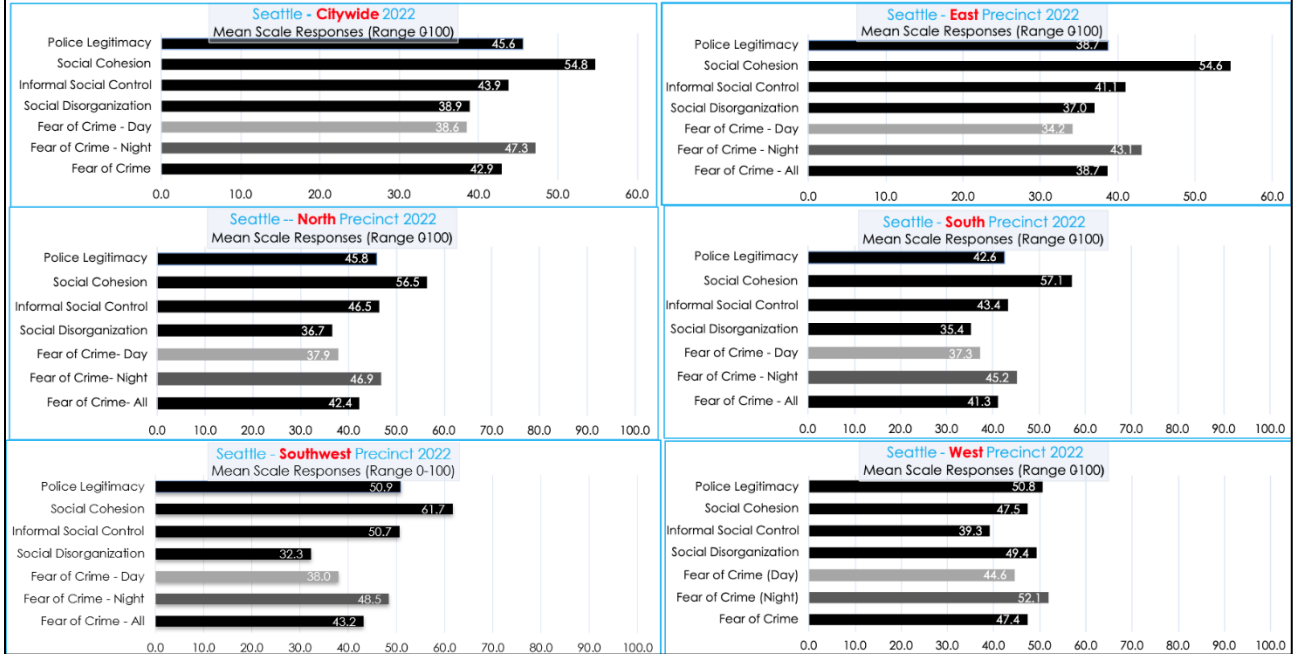 Seattle - Citywide 2022
Mean Scale Responses (Range 0-100)
Police Legitimacy 45.6
Social Cohesion 54.8
Informal Social Control 43.9
Social Disorganization 38.9
Fear of Crime - Day 38.6
Fear of Crime - Night 47.3
Fear of Crime 42.9
0.0 10.0 20.0 30.0 40.0 50.0 60.0
Seattle - East Precinct 2022
Mean Scale Responses (Range 0-100)
Police Legitimacy 38.7
Social Cohesion 54.6
Informal Social Control 41.1
Social Disorganization 37.0
Fear of Crime - Day 34.2
Fear of Crime - Night 43.1
Fear of Crime - All 38.7
0.0 10.0 20.0 30.0 40.0 50.0 60.0
Seattle -- North Precinct 2022
Mean Scale Responses (Range 0-100)
Police Legitimacy 45.8
Social Cohesion 56.5
Informal Social Control 46.5
Social Disorganization 36.7
Fear of Crime- Day 37.9
Fear of Crime- Night 46.9
Fear of Crime- All 42.4
0.0 10.0 20.0 30.0 40.0 50.0 60.0 70.0 80.0 90.0 100.0
Seattle - South Precinct 2022
Mean Scale Responses (Range 0-100)
Police Legitimacy 42.6
Social Cohesion 57.1
Informal Social Control 43.4
Social Disorganization 35.4
Fear of Crime - Day 37.3
Fear of Crime - Night 45.2
Fear of Crime - All 41.3
0.0 10.0 20.0 30.0 40.0 50.0 60.0 70.0 80.0 90.0 100.0
Seattle - Southwest Precinct 2022
Mean Scale Responses (Range 0-100)
Police Legitimacy 50.9
Social Cohesion 61.7
Informal Social Control 50.7
Social Disorganization 32.3
Fear of Crime - Day 38.0
Fear of Crime - Night 48.5
Fear of Crime - All 43.2
0.0 10.0 20.0 30.0 40.0 50.0 60.0 70.0 80.0 90.0 100.0
Seattle - West Precinct 2022
Mean Scale Responses (Range 0-100)
Police Legitimacy 50.8
Social Cohesion 47.5
Informal Social Control 39.3
Social Disorganization 49.4
Fear of Crime (Day) 44.6
Fear of Crime (Night) 52.1
Fear of Crime 47.4
0.0 10.0 20.0 30.0 40.0 50.0 60.0 70.0 80.0 90.0 100.0